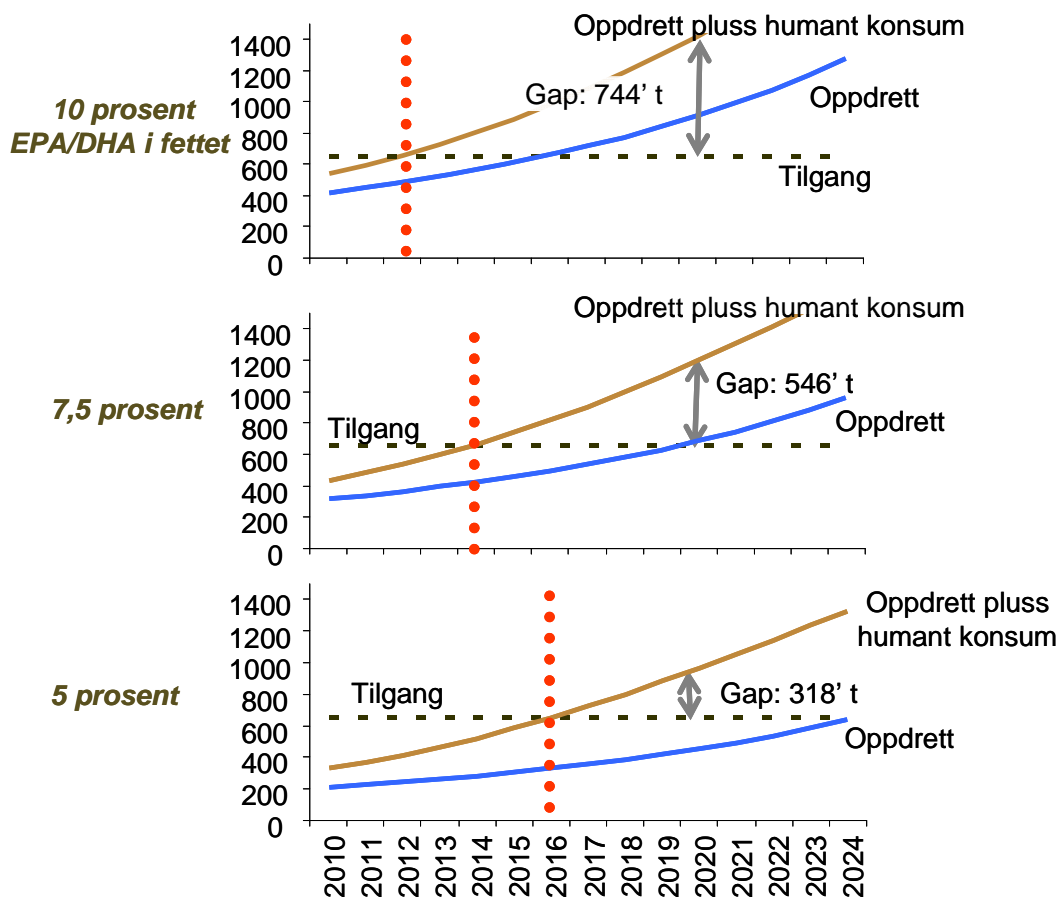 Oppdrett pluss humant konsum
1400
1200
1000
800
600
400
200
0
10 prosent
EPA/DHA i fettet
Gap: 744' t
Oppdrett
Tilgang
Oppdrett pluss humant konsum
1400
1200
1000
800
600
400
200
0
7,5 prosent
Gap: 546' t
Tilgang
Oppdrett
1400
1200
1000
800
600
400
200
0
Oppdrett pluss
humant konsum
5 prosent
Tilgang
Gap: 318' t
Oppdrett
2010
2011
2012
2013
2014
2015
2016
2017
2018
2019
2020
2021
2022
2023
2024